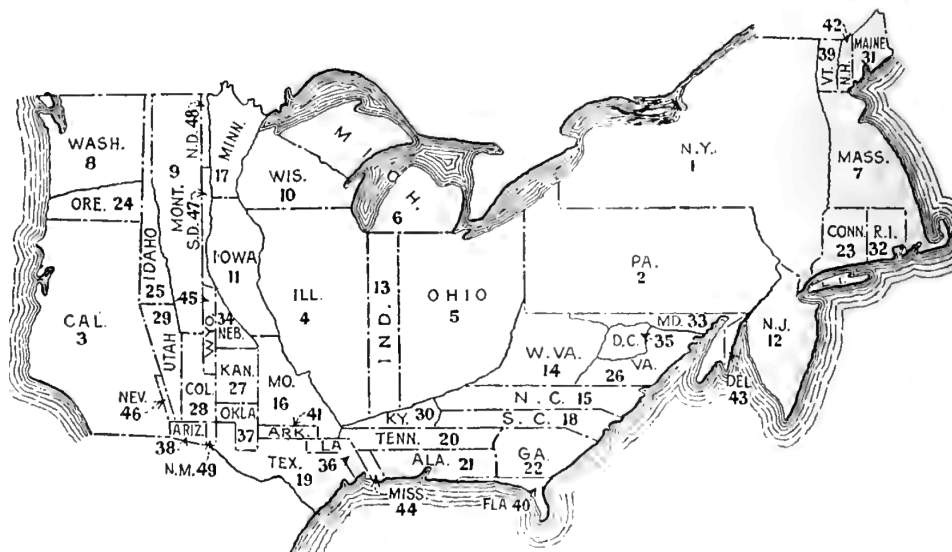 WASH.
8
ORE. 24
CAL.
3
IDAHO
25
MONT.
9
N.D. 48
S.D. 47
MINN.
17
WIS.
10
MICH.
6
IOWA
11
45
WYO.
34
NEB.
29
UTAH
NEV.
46
COL.
28
KAN.
27
OKLA
37
ARIZ.
38
N.M. 49
MO.
16
41
ARK.
LA
36
TEX.
19
ILL.
4
13
IND.
OHIO
5
KY. 30
TENN. 20
ALA. 21
MISS.
44
GA.
22
FLA 40
S. C. 18
N. C. 15
W.VA.
14
D.C.
35
VA.
26
MD. 33
DEL.
43
PA.
2
N.Y.
1
N.J.
12
L. I.
CONN.
23
R.I.
32
MASS.
7
42
39
VT.
N.H.
MAINE
31